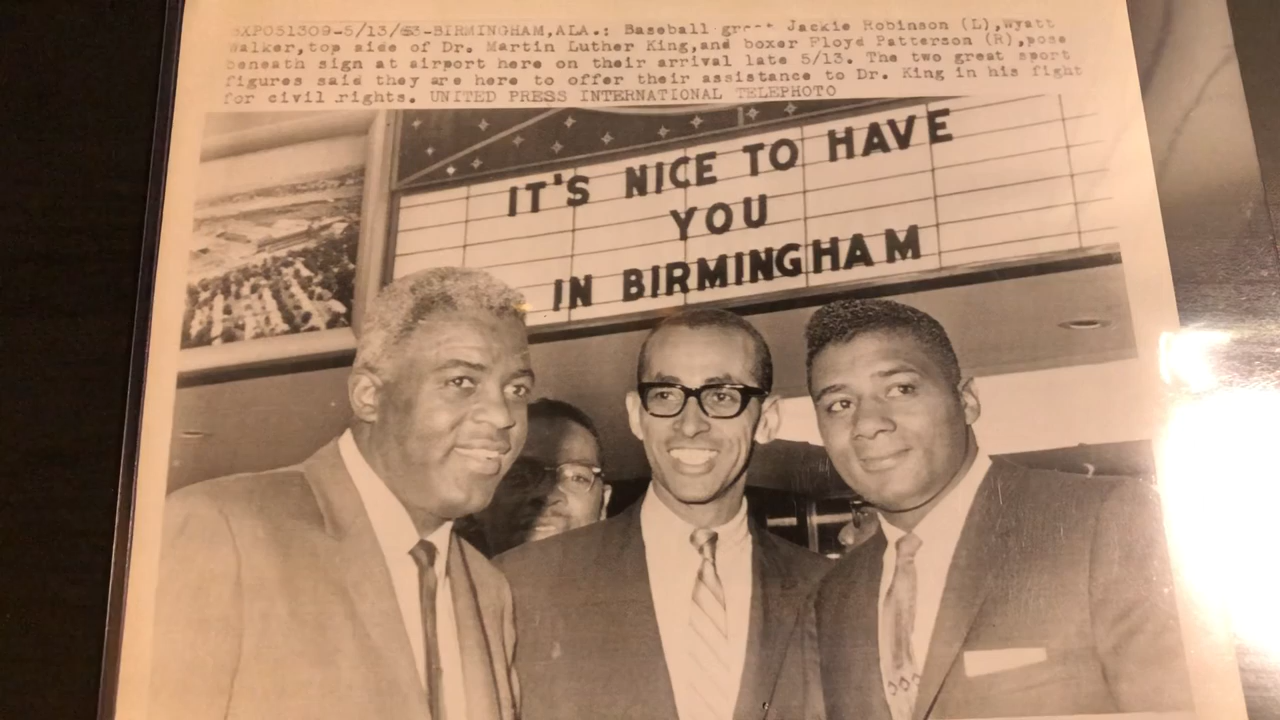 SXPO51309-5/13/63-BIRMINGHAM,ALA.: Baseball great Jackie Robinson (L),Wyatt
Walker,top aide of Dr. Martin Luther King,and boxer Floyd Patterson (R),pose
beneath sign at airport here on their arrival late 5/13. The two great sport
figures said they are here to offer their assistance to Dr. King in his fight
for civil rights. UNITED PRESS INTERNATIONAL TELEPHOTO
IT'S NICE TO HAVE
YOU
IN BIRMINGHAM